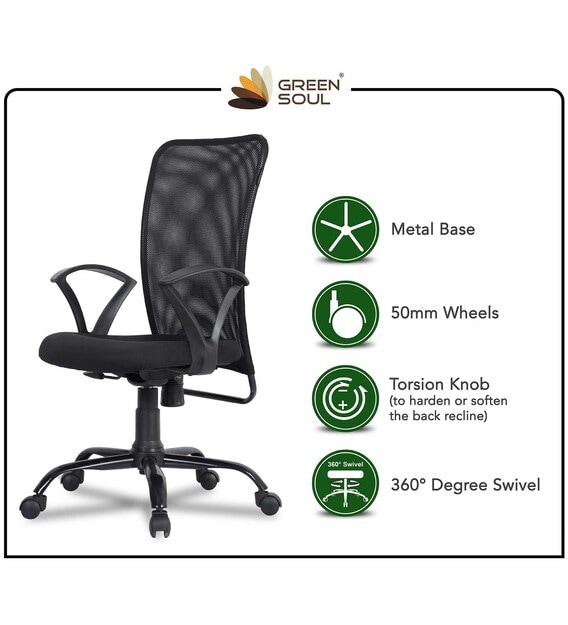 GREEN®
SOUL
Metal Base
50mm Wheels
Torsion Knob
(to harden or soften
the back recline)
360° Swivel
360° Degree Swivel